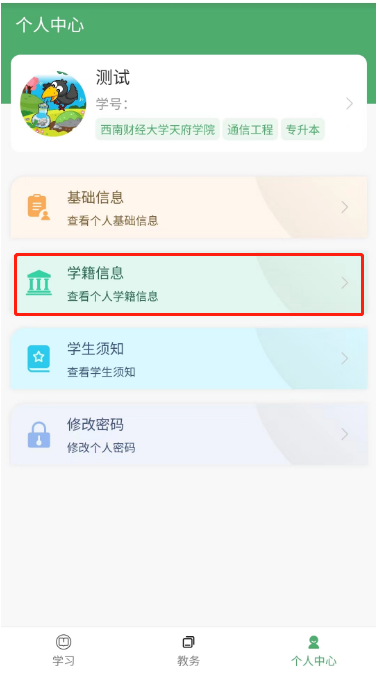 个人中心
测试
学号:
西南财经大学天府学院 通信工程 专升本
基础信息
查看个人基础信息
学籍信息
查看个人学籍信息
学生须知
查看学生须知
修改密码
修改个人密码
学习 教务 个人中心